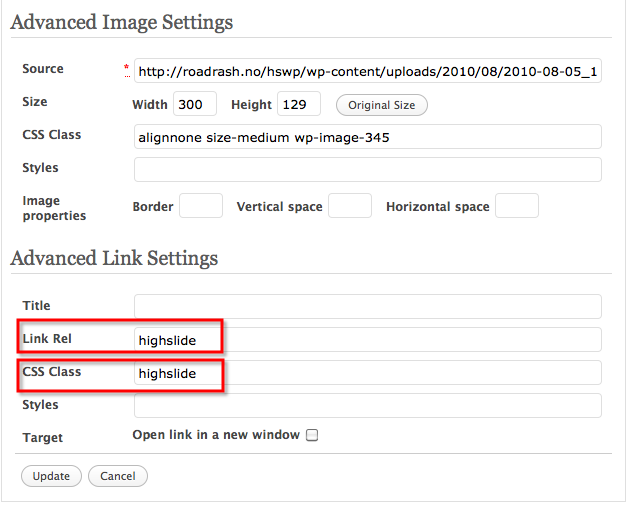 Advanced Image Settings
Source * http://roadrash.no/hswp/wp-content/uploads/2010/08/2010-08-05_1
Size Width 300 Height 129 Original Size
CSS Class alignnone size-medium wp-image-345
Styles
Image properties Border Vertical space Horizontal space
Advanced Link Settings
Title
Link Rel highslide
CSS Class highslide
Styles
Target Open link in a new window
Update Cancel